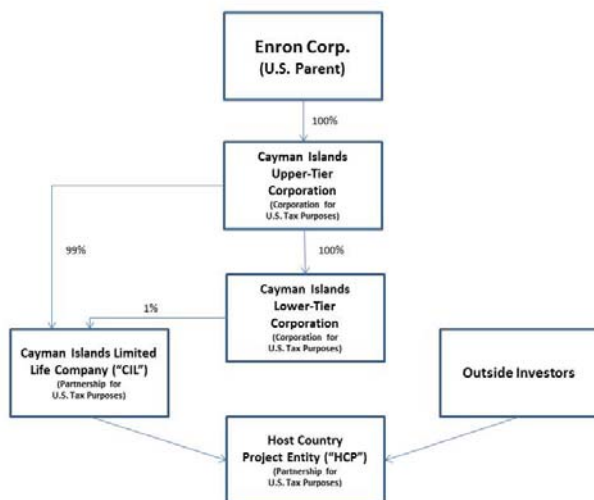 Enron Corp.
(U.S. Parent)
100%
Cayman Islands
Upper-Tier
Corporation
(Corporation for
U.S. Tax Purposes)
99%
100%
Cayman Islands
Lower-Tier
Corporation
(Corporation for
U.S. Tax Purposes)
1%
Cayman Islands Limited
Life Company ("CIL")
(Partnership for
U.S. Tax Purposes)
Outside Investors
Host Country
Project Entity ("HCP")
(Partnership for
U.S. Tax Purposes)